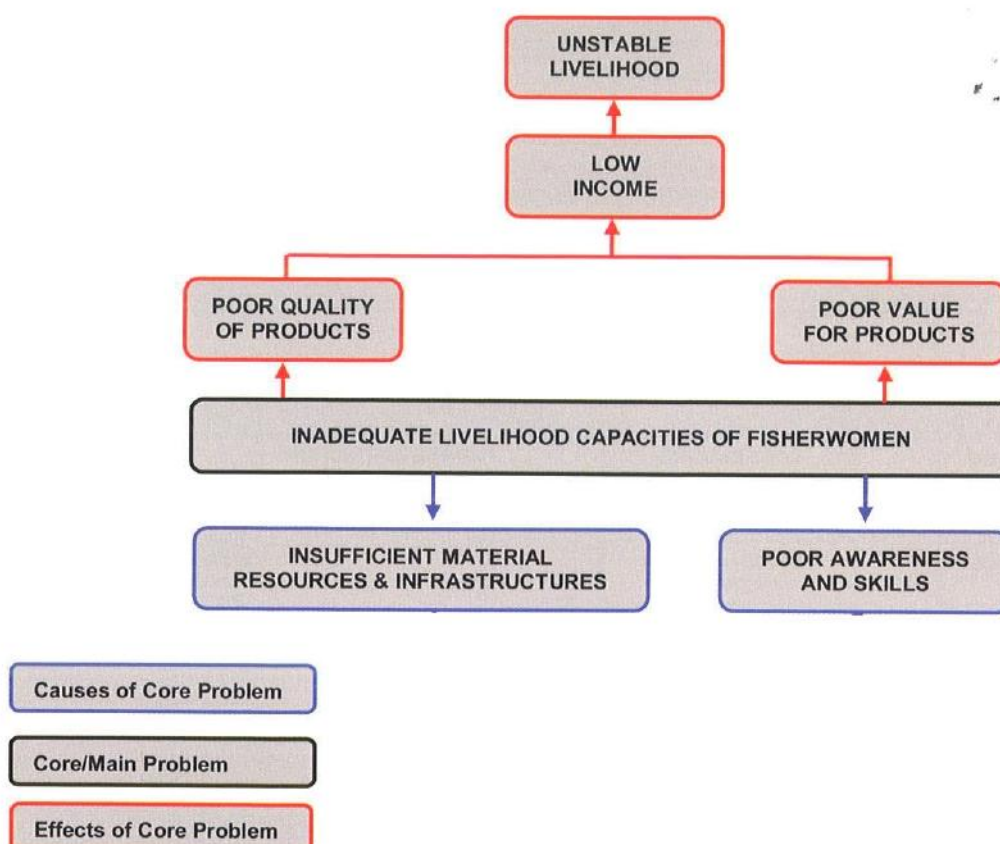 UNSTABLE
LIVELIHOOD
LOW
INCOME
POOR QUALITY
OF PRODUCTS
POOR VALUE
FOR PRODUCTS
INADEQUATE LIVELIHOOD CAPACITIES OF FISHERWOMEN
INSUFFICIENT MATERIAL
RESOURCES & INFRASTRUCTURES
POOR AWARENESS
AND SKILLS
Causes of Core Problem
Core/Main Problem
Effects of Core Problem